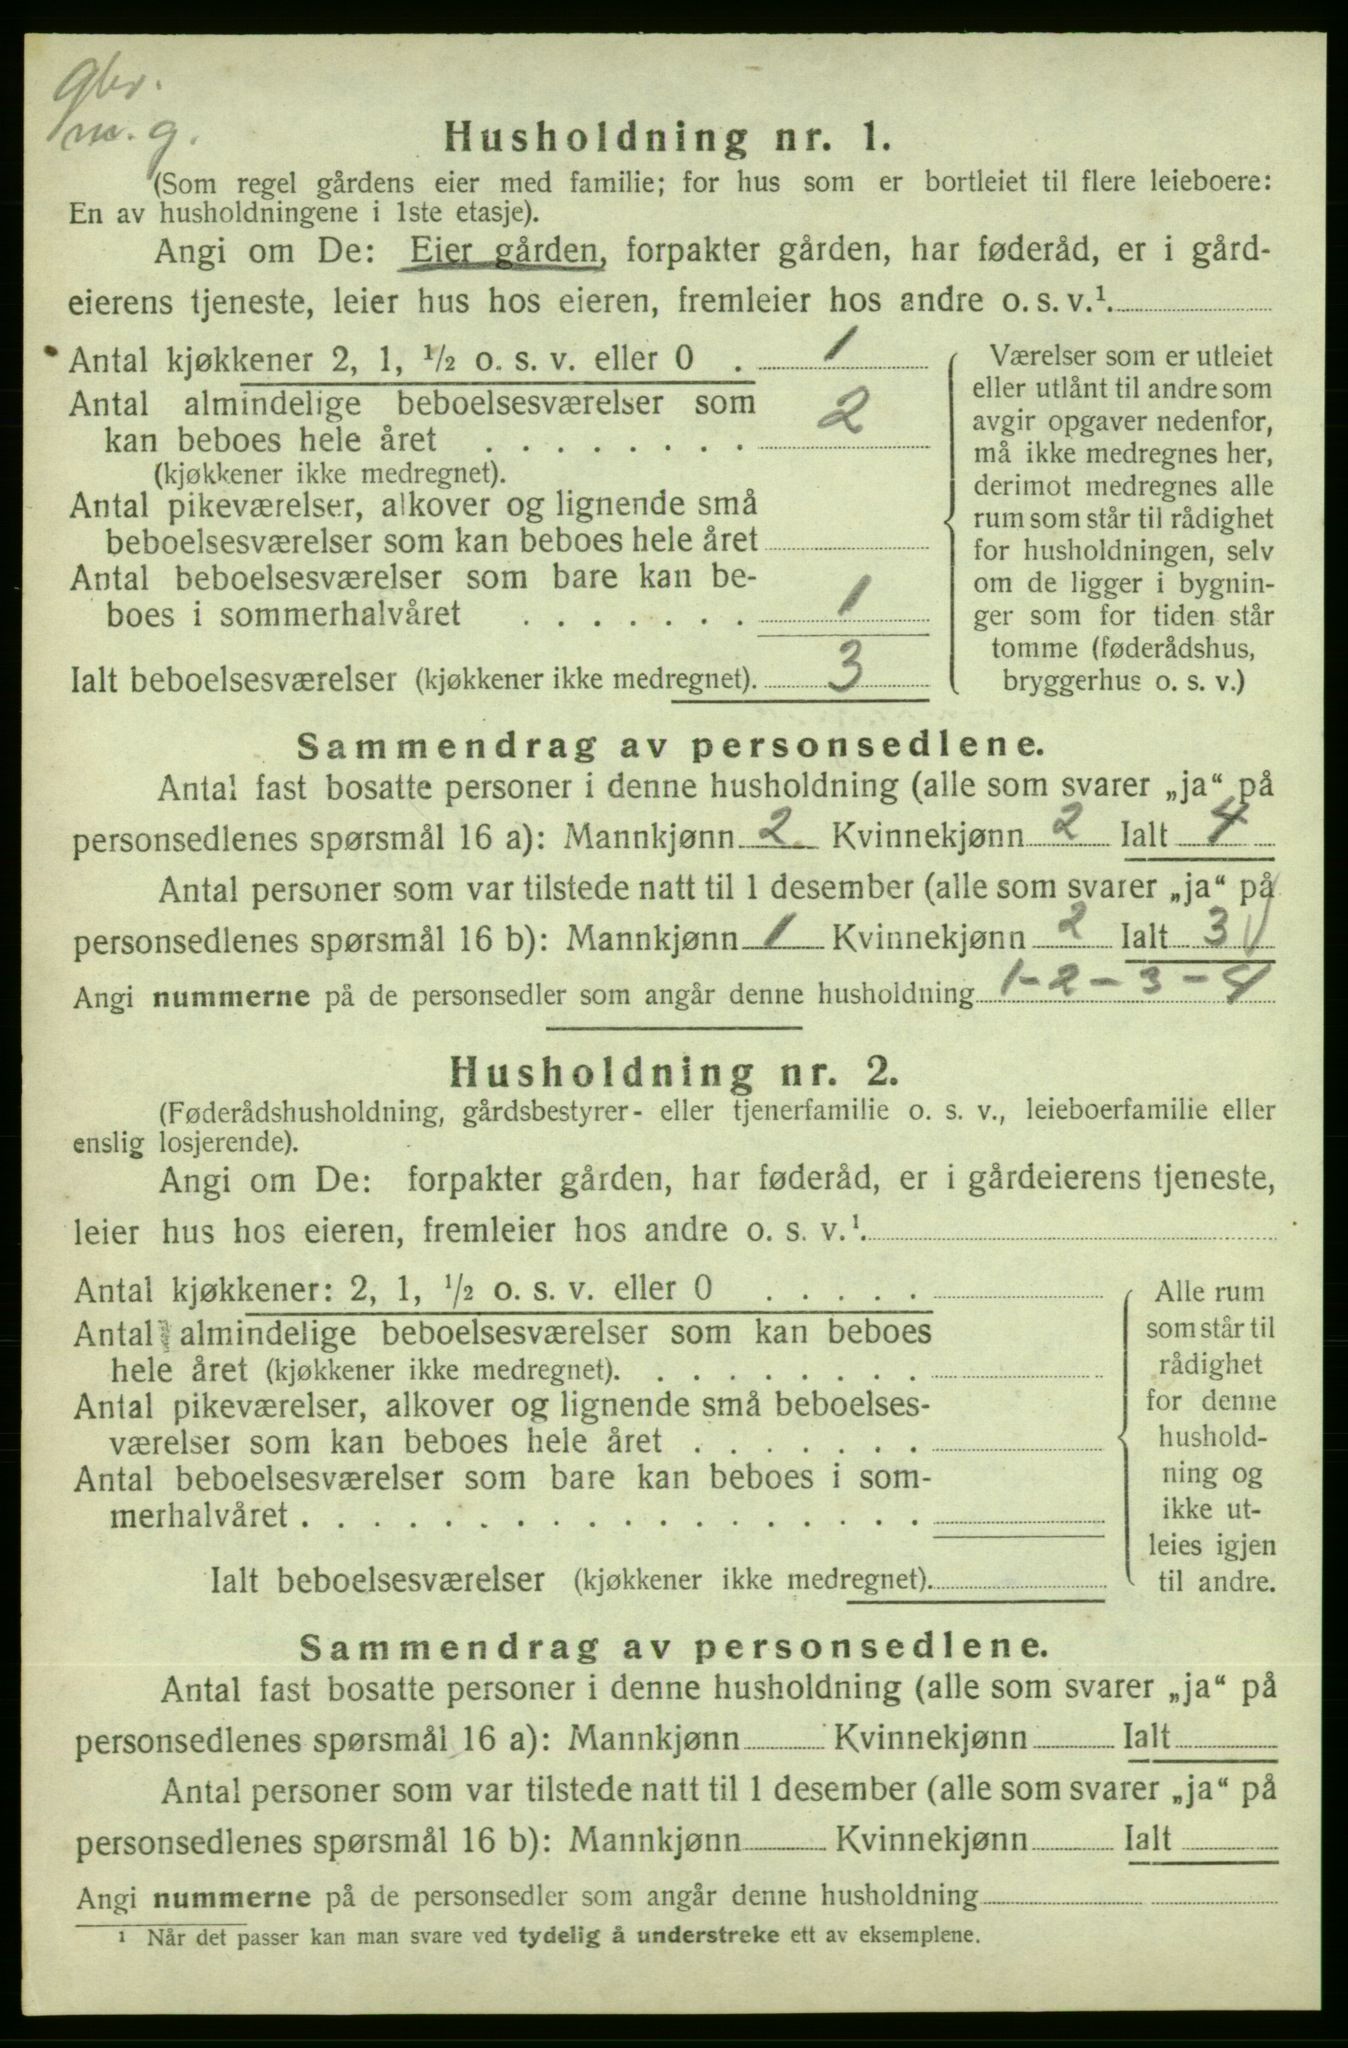 m. g.
Husholdning nr. 1.
(Som regel gårdens eier med familie; for hus som er bortleiet til flere leieboere:
En av husholdningene i 1ste etasje).
Angi om De: Eier gården, forpakter gården, har føderåd, er i gård-
eierens tjeneste, leier hus hos eieren, fremleier hos andre o. s. v.¹.
Antal kjøkkener 2, 1, ½ o. s. v. eller 0 . 1
Antal almindelige beboelsesværelser som
kan beboes hele året . . . . . . . . 2
(kjøkkener ikke medregnet).
Antal pikeværelser, alkover og lignende små
beboelsesværelser som kan beboes hele året
Antal beboelsesværelser som bare kan be-
boes i sommerhalvåret . . . . . . . 1
Ialt beboelsesværelser (kjøkkener ikke medregnet). 3
Værelser som er utleiet
eller utlånt til andre som
avgir opgaver nedenfor,
må ikke medregnes her,
derimot medregnes alle
rum som står til rådighet
for husholdningen, selv
om de ligger i bygnin-
ger som for tiden står
tomme (føderådshus,
bryggerhus o. s. v.)
Sammendrag av personsedlene.
Antal fast bosatte personer i denne husholdning (alle som svarer „ja“ på
personsedlenes spørsmål 16 a): Mannkjønn 2 Kvinnekjønn 2 Ialt 4
Antal personer som var tilstede natt til 1 desember (alle som svarer „ja“ på
personsedlenes spørsmål 16 b): Mannkjønn 1 Kvinnekjønn 2 Ialt 3
Angi nummerne på de personsedler som angår denne husholdning 1-2-3-4
Husholdning nr. 2.
(Føderådshusholdning, gårdsbestyrer- eller tjenerfamilie o. s. v., leieboerfamilie eller
enslig losjerende).
Angi om De: forpakter gården, har føderåd, er i gårdeierens tjeneste,
leier hus hos eieren, fremleier hos andre o. s. v.¹.
Antal kjøkkener: 2, 1, ½ o. s. v. eller 0 . . . . .
Antal almindelige beboelsesværelser som kan beboes
hele året (kjøkkener ikke medregnet). . . . . . . . .
Antal pikeværelser, alkover og lignende små beboelses-
værelser som kan beboes hele året . . . . . . .
Antal beboelsesværelser som bare kan beboes i som-
merhalvåret . . . . . . . . . . . . . . . . . .
Ialt beboelsesværelser (kjøkkener ikke medregnet).
Alle rum
som står til
rådighet
for denne
hushold-
ning og
ikke ut-
leies igjen
til andre.
Sammendrag av personsedlene.
Antal fast bosatte personer i denne husholdning (alle som svarer „ja“ på
personsedlenes spørsmål 16 a): Mannkjønn Kvinnekjønn Ialt
Antal personer som var tilstede natt til 1 desember (alle som svarer „ja“ på
personsedlenes spørsmål 16 b): Mannkjønn Kvinnekjønn Ialt
Angi nummerne på de personsedler som angår denne husholdning
¹ Når det passer kan man svare ved tydelig å understreke ett av eksemplene.